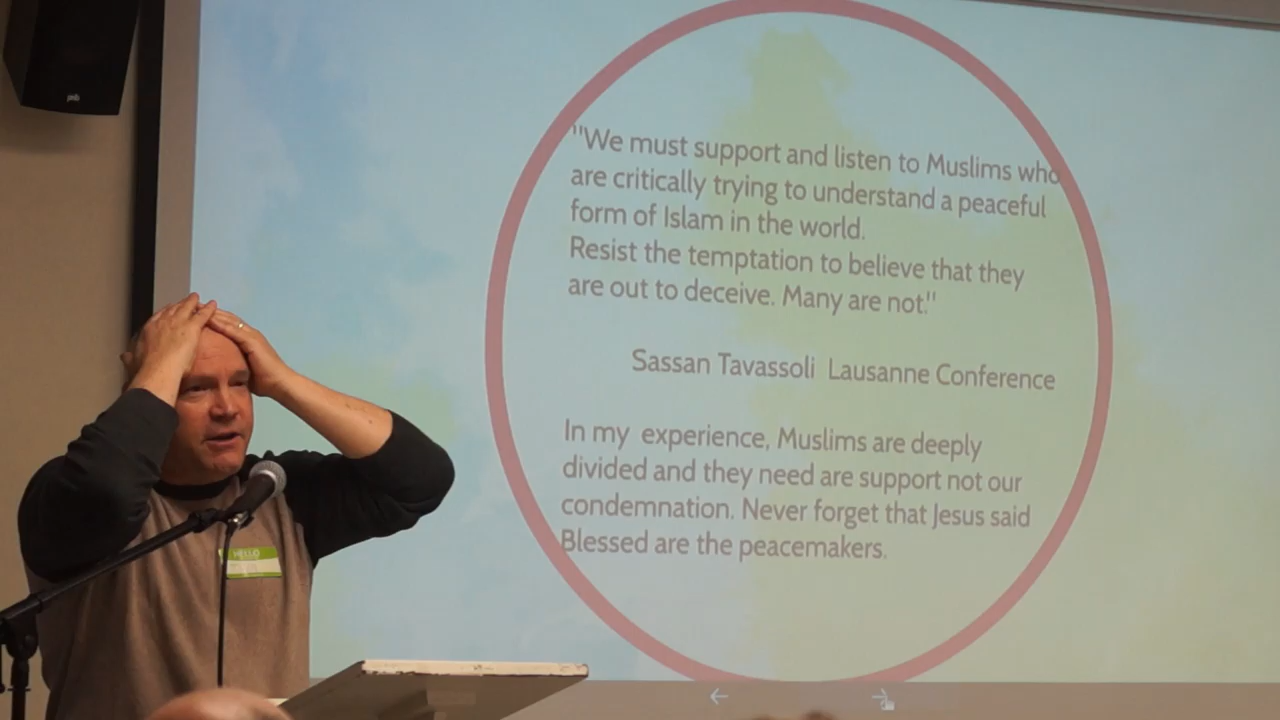 "We must support and listen to Muslims who
are critically trying to understand a peaceful
form of Islam in the world.
Resist the temptation to believe that they
are out to deceive. Many are not."
Sassan Tavassoli Lausanne Conference
In my experience, Muslims are deeply
divided and they need are support not our
condemnation. Never forget that Jesus said
Blessed are the peacemakers.
HELLO